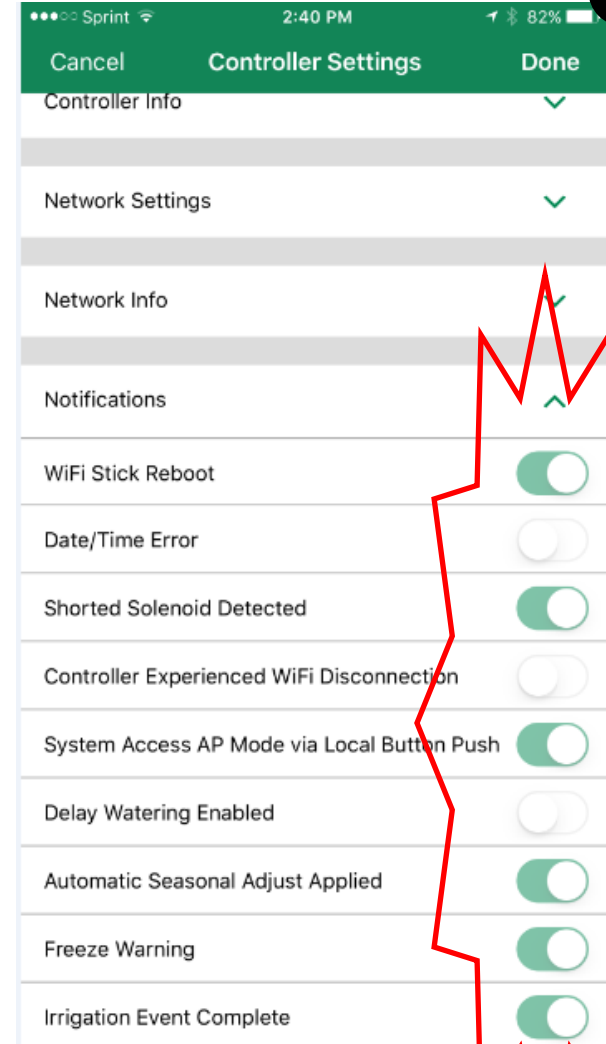 Sprint 2:40 PM 82%
Cancel Controller Settings Done
Controller Info
Network Settings
Network Info
Notifications
WiFi Stick Reboot
Date/Time Error
Shorted Solenoid Detected
Controller Experienced WiFi Disconnection
System Access AP Mode via Local Button Push
Delay Watering Enabled
Automatic Seasonal Adjust Applied
Freeze Warning
Irrigation Event Complete